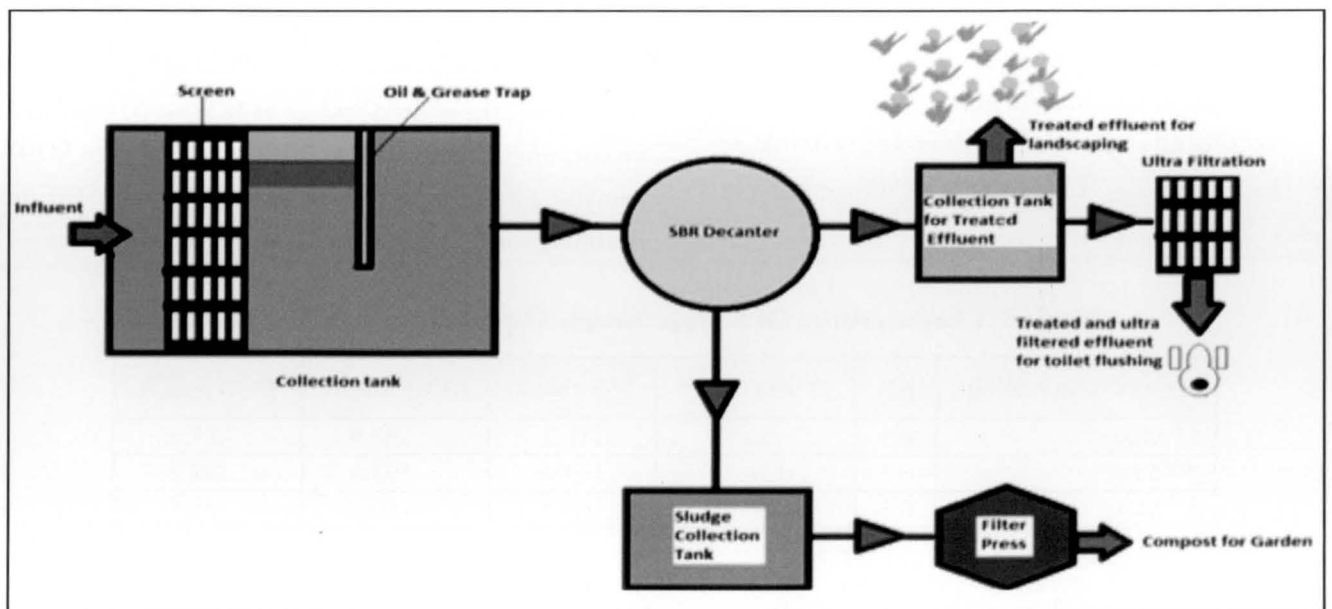 Screen
Oil & Grease Trap
Influent
Collection tank
SBR Decanter
Treated effluent for
landscaping
Collection Tank
for Treated
Effluent
Ultra Filtration
Treated and ultra
filtered effluent
for toilet flushing
Sludge
Collection
Tank
Filter
Press
Compost for Garden